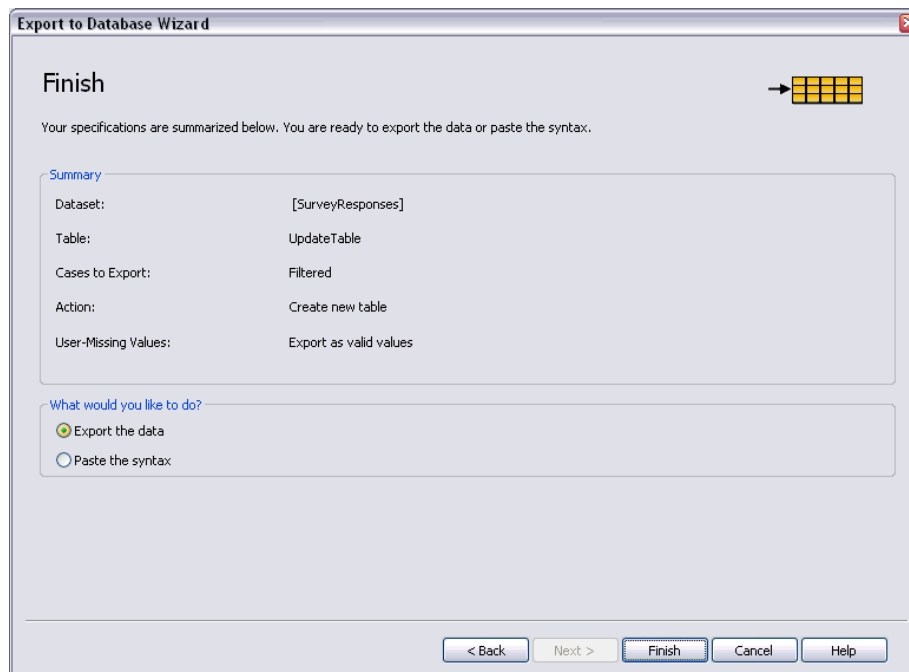 Export to Database Wizard
Finish
Your specifications are summarized below. You are ready to export the data or paste the syntax.
Summary
Dataset: [SurveyResponses]
Table: UpdateTable
Cases to Export: Filtered
Action: Create new table
User-Missing Values: Export as valid values
What would you like to do?
Export the data
Paste the syntax
< Back Next > Finish Cancel Help